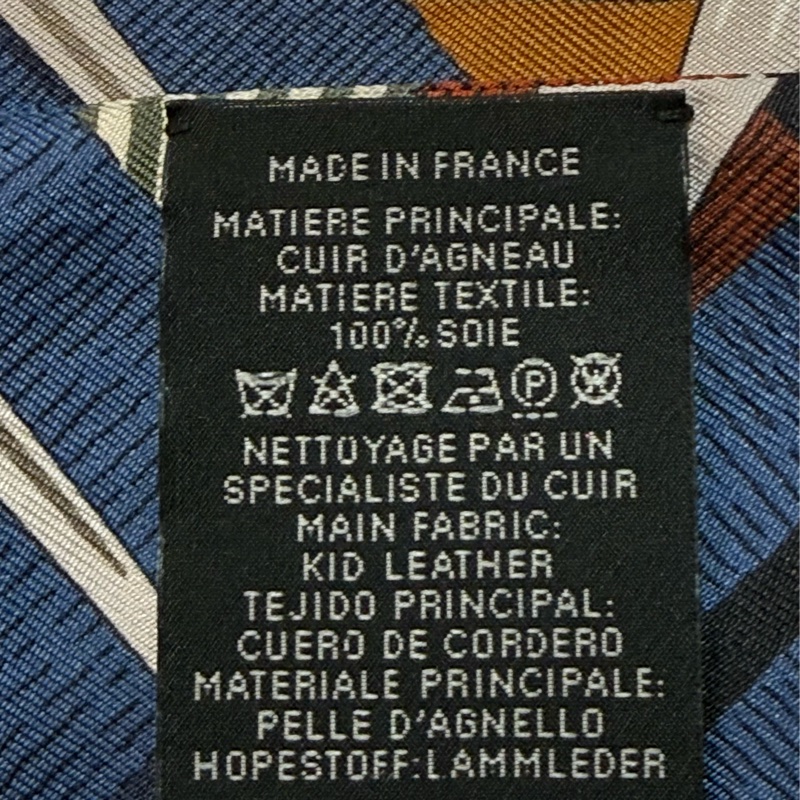 MADE IN FRANCE
MATIERE PRINCIPALE:
CUIR D'AGNEAU
MATIERE TEXTILE:
100% SOIE
P W
NETTOYAGE PAR UN
SPECIALISTE DU CUIR
MAIN FABRIC:
KID LEATHER
TEJIDO PRINCIPAL:
CUERO DE CORDERO
MATERIALE PRINCIPALE:
PELLE D'AGNELLO
HOPESTOFF:LAMMLEDER